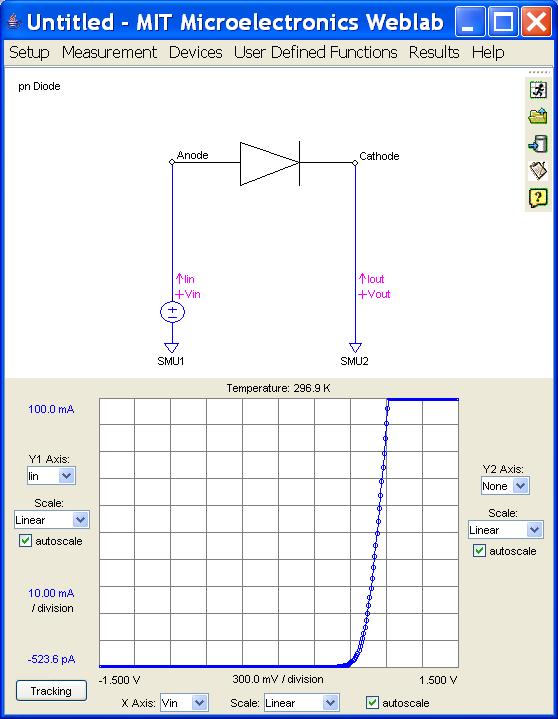 Untitled - MIT Microelectronics Weblab
Setup Measurement Devices User Defined Functions Results Help
pn Diode
Anode
Cathode
↑Iin
+Vin
↑Iout
+Vout
SMU1
SMU2
Temperature: 296.9 K
100.0 mA
Y1 Axis:
Iin
Scale:
Linear
autoscale
10.00 mA
/ division
-523.6 pA
Y2 Axis:
None
Scale:
Linear
autoscale
-1.500 V
300.0 mV / division
1.500 V
Tracking
X Axis: Vin Scale: Linear autoscale